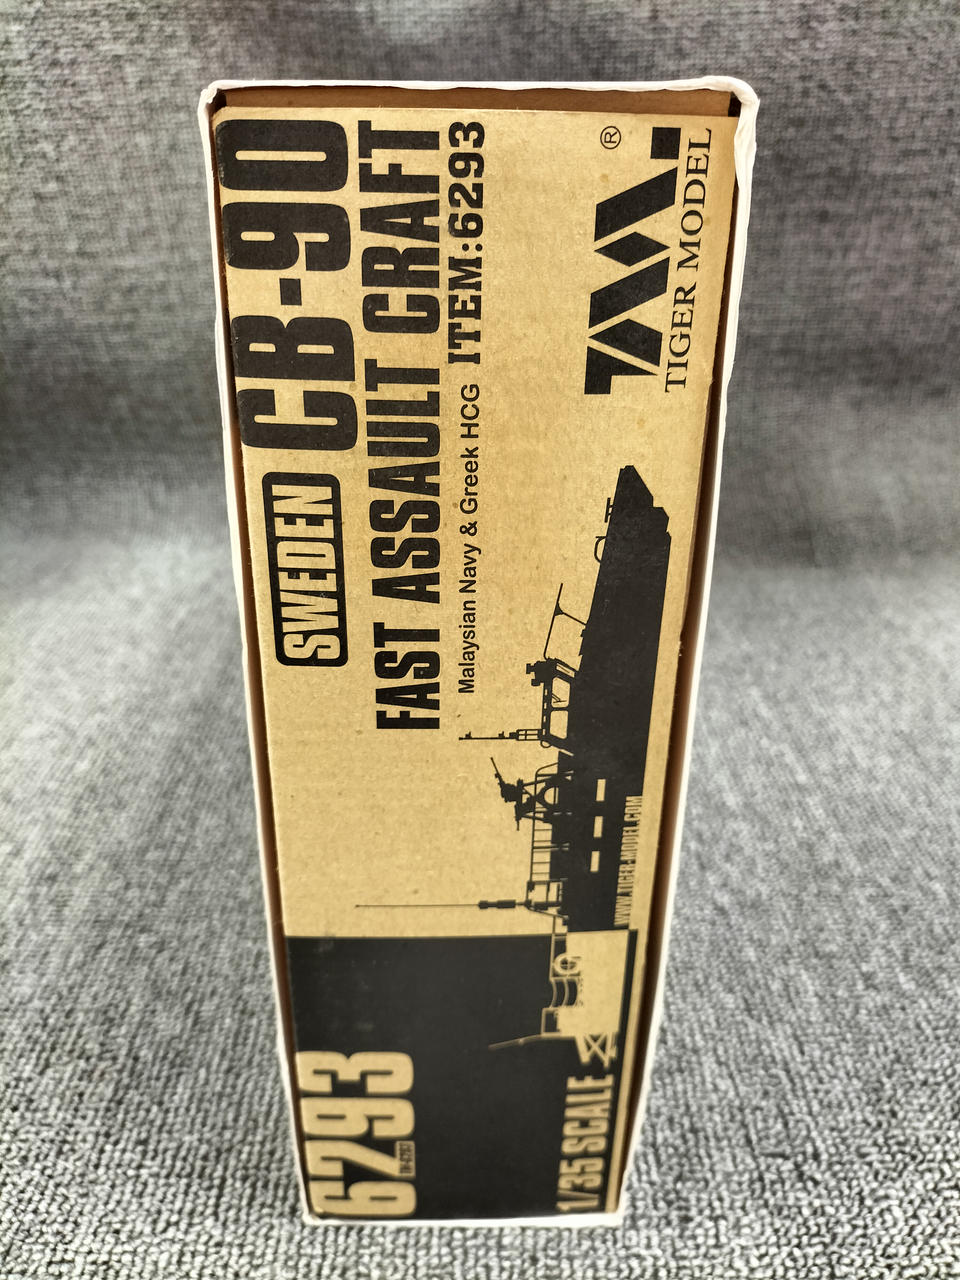 SWEDEN CB-90
FAST ASSAULT CRAFT
Malaysian Navy & Greek HCG ITEM:6293
®
TIGER MODEL
WWW.TIGER-MODEL.COM
6293
1/35 SCALE